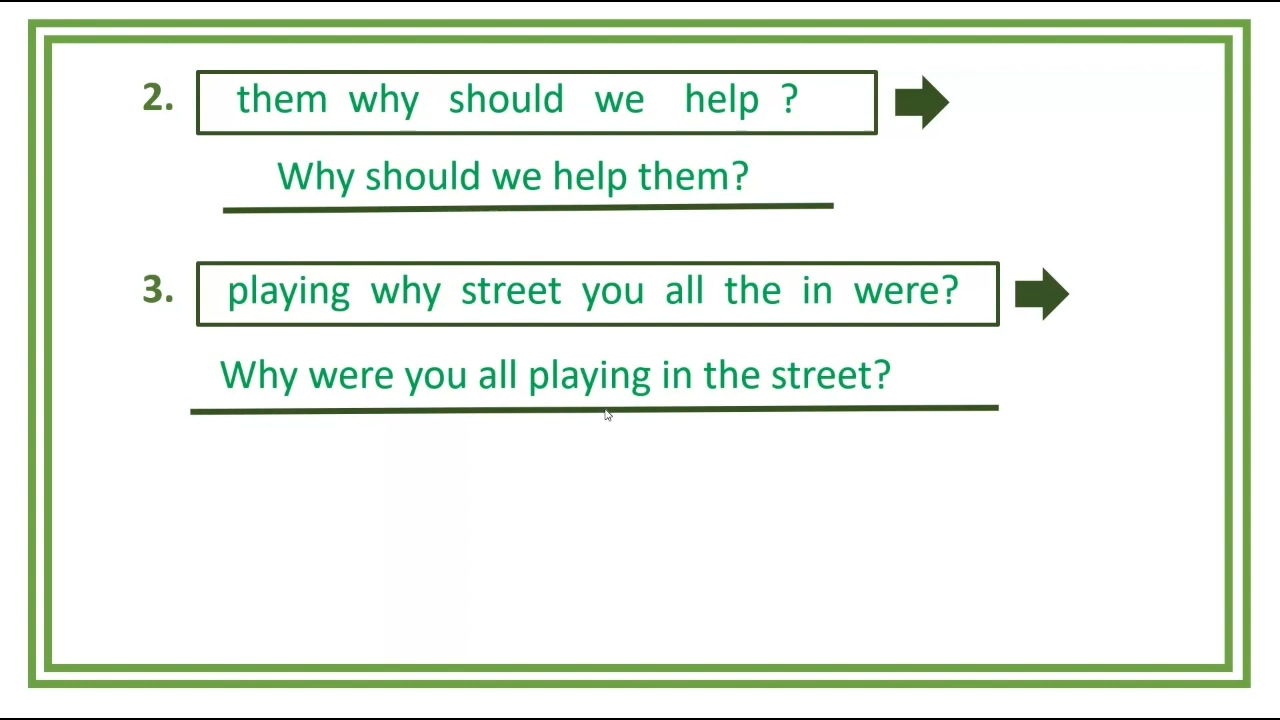 2. them why should we help ?
Why should we help them?
3. playing why street you all the in were?
Why were you all playing in the street?